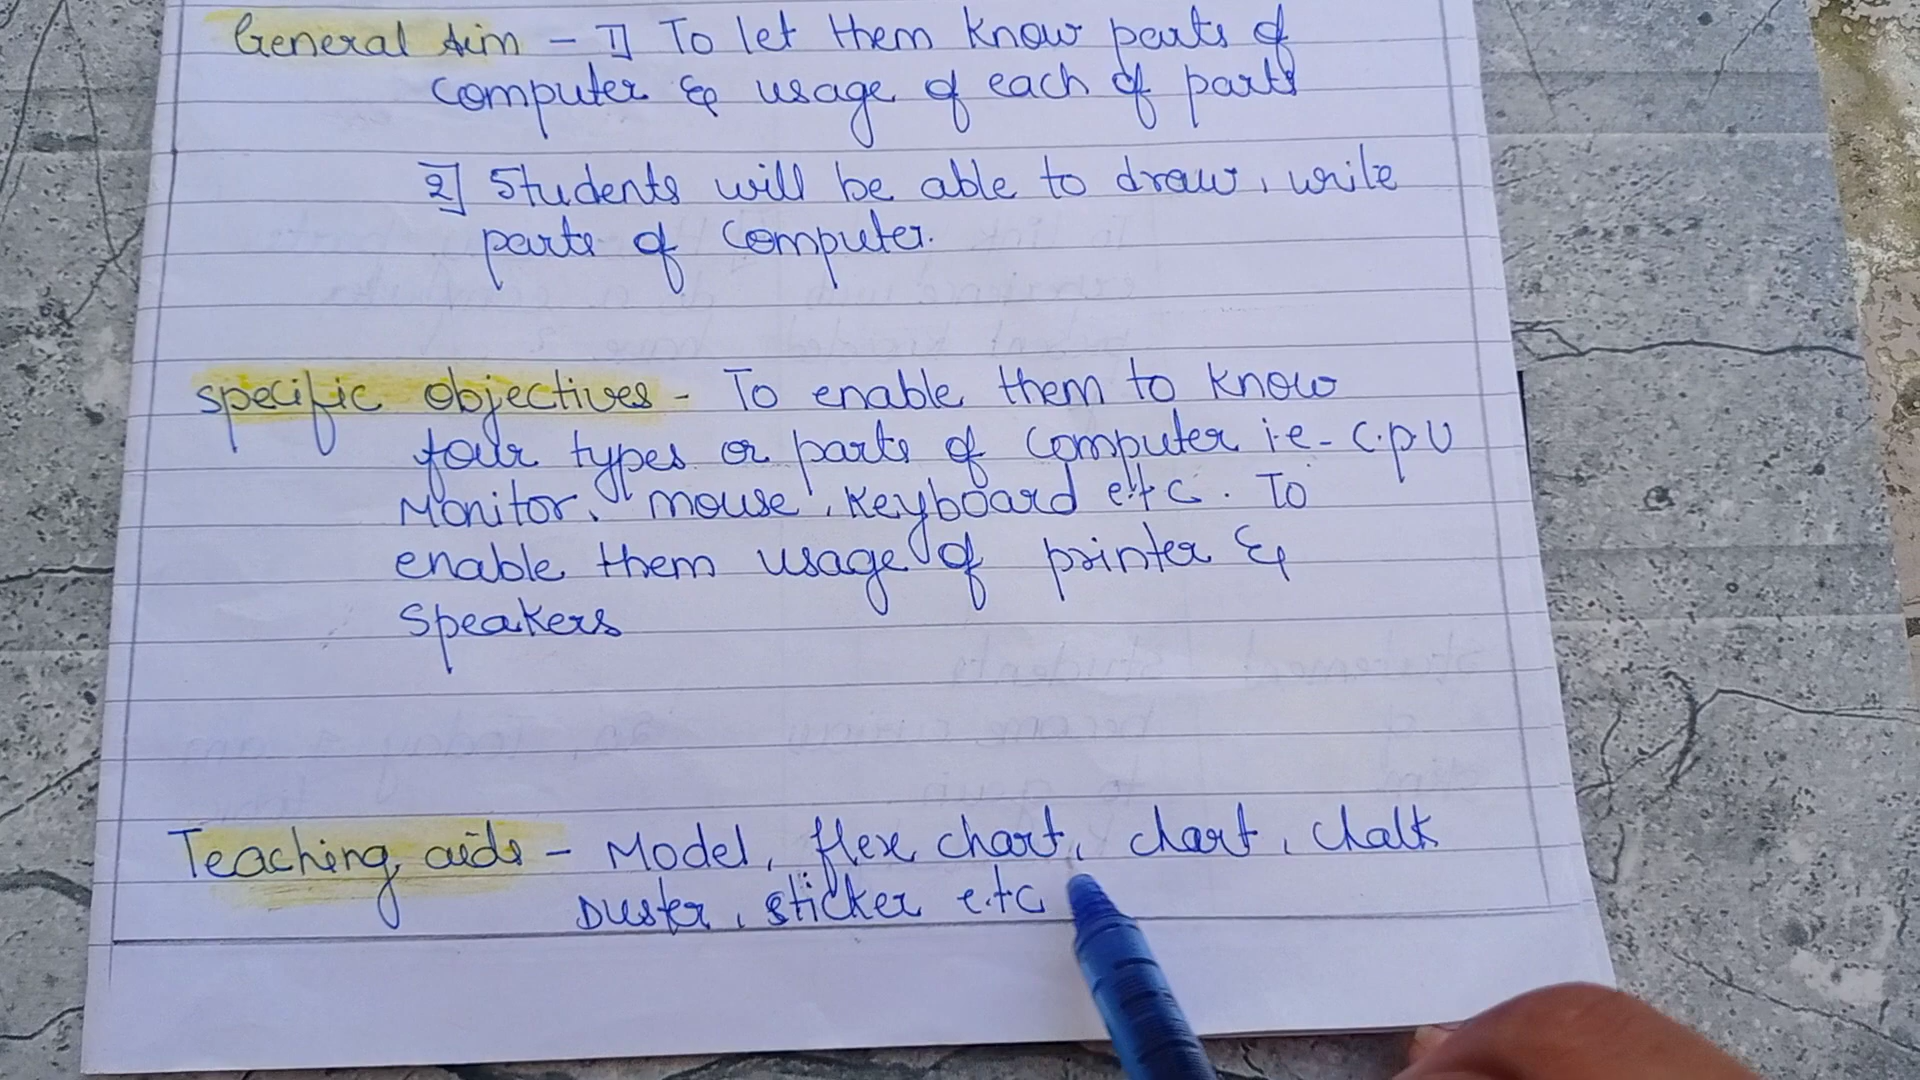 General Aim - 1] To let them know parts of
computer & usage of each of parts
2] Students will be able to draw, write
parts of computer.
specific objectives - To enable them to know
four types or parts of computer i.e - C.P.U
Monitor, mouse, Keyboard etc. To
enable them usage of printer &
speakers
Teaching aids - Model, flex chart, chart, chalk
Duster, sticker e.t.c